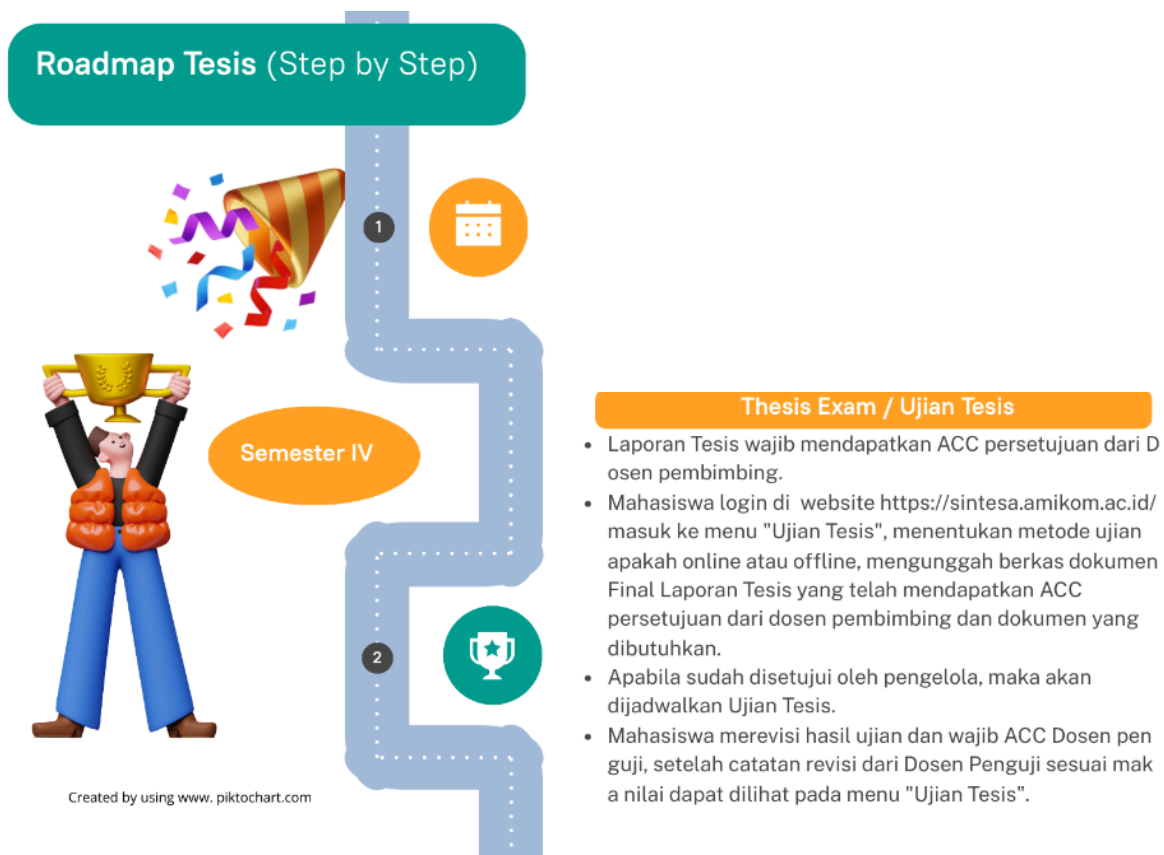 Roadmap Tesis (Step by Step)
1
Semester IV
2
Created by using www. piktochart.com
Thesis Exam / Ujian Tesis
• Laporan Tesis wajib mendapatkan ACC persetujuan dari D
osen pembimbing.
• Mahasiswa login di website https://sintesa.amikom.ac.id/
masuk ke menu "Ujian Tesis", menentukan metode ujian
apakah online atau offline, mengunggah berkas dokumen
Final Laporan Tesis yang telah mendapatkan ACC
persetujuan dari dosen pembimbing dan dokumen yang
dibutuhkan.
• Apabila sudah disetujui oleh pengelola, maka akan
dijadwalkan Ujian Tesis.
• Mahasiswa merevisi hasil ujian dan wajib ACC Dosen pen
guji, setelah catatan revisi dari Dosen Penguji sesuai mak
a nilai dapat dilihat pada menu "Ujian Tesis".